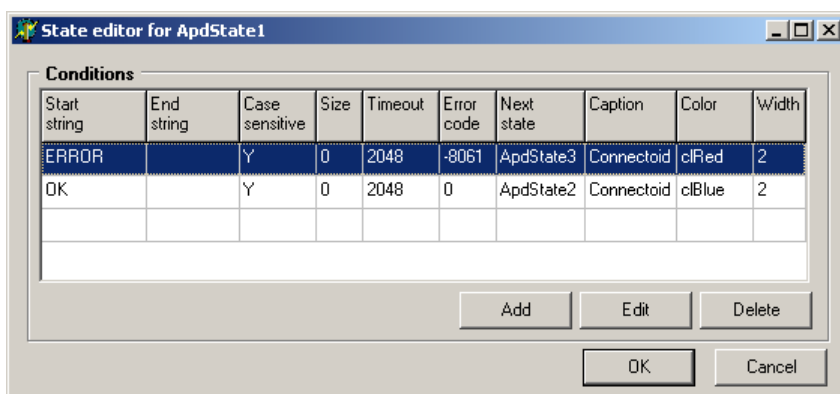 State editor for ApdState1
Conditions
Start string End string Case sensitive Size Timeout Error code Next state Caption Color Width
ERROR Y 0 2048 -8061 ApdState3 Connectoid clRed 2
OK Y 0 2048 0 ApdState2 Connectoid clBlue 2
Add Edit Delete
OK Cancel